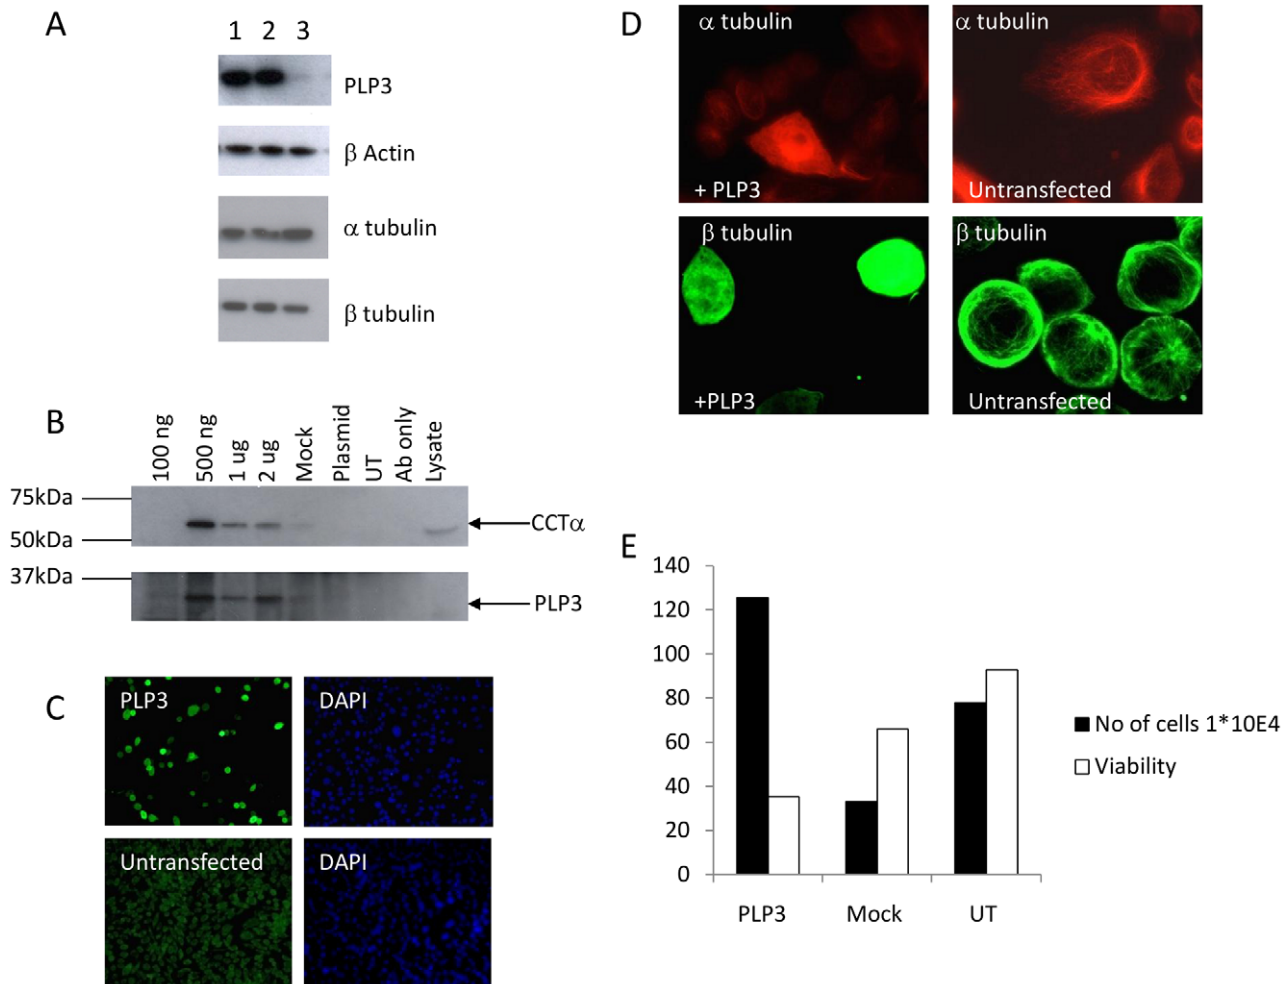 A
1 2 3
PLP3
β Actin
α tubulin
β tubulin
B
100 ng
500 ng
1 ug
2 ug
Mock
Plasmid
UT
Ab only
Lysate
75kDa
50kDa
CCTα
37kDa
PLP3
C
PLP3
DAPI
Untransfected
DAPI
D
α tubulin
+ PLP3
α tubulin
Untransfected
β tubulin
+PLP3
β tubulin
Untransfected
E
140
120
100
80
60
40
20
0
PLP3
Mock
UT
No of cells 1*10E4
Viability